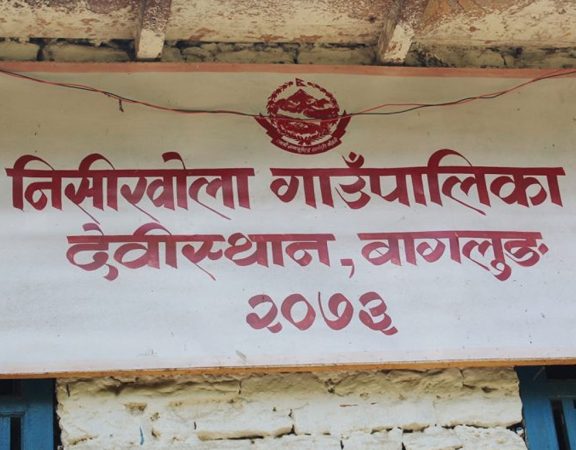 निसीखोला गाउँपालिका
देवीस्थान, बागलुङ
२०७३